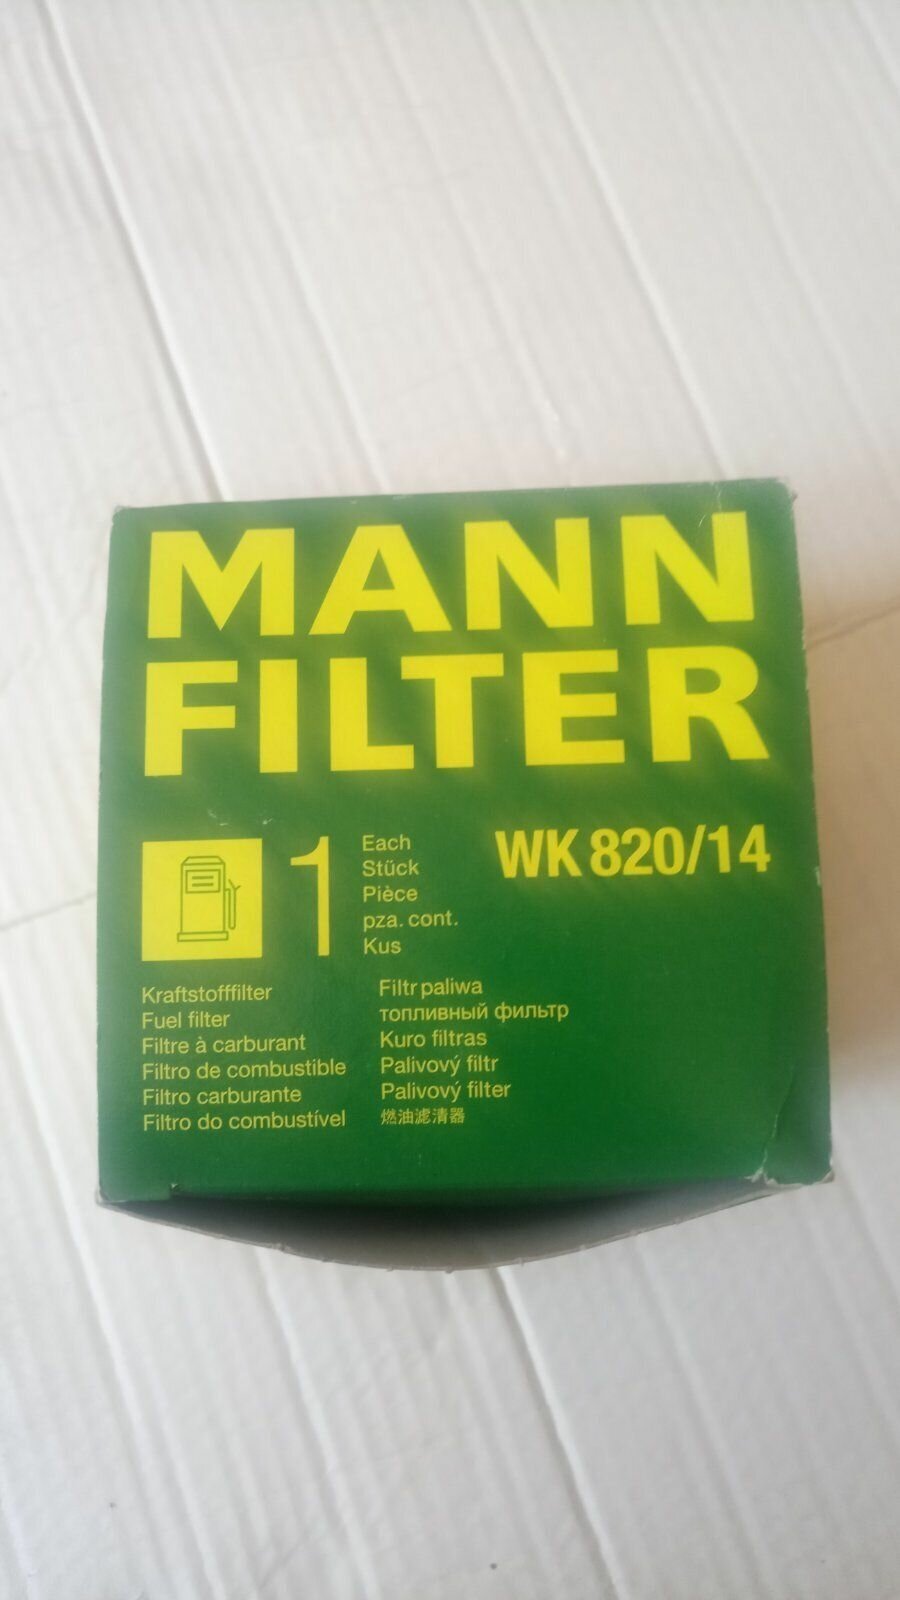 MANN
FILTER
1
Each
Stück
Pièce
pza. cont.
Kus
WK 820/14
Kraftstofffilter
Fuel filter
Filtre à carburant
Filtro de combustible
Filtro carburante
Filtro do combustível
Filtr paliwa
топливный фильтр
Kuro filtras
Palivový filtr
Palivový filter
燃油滤清器